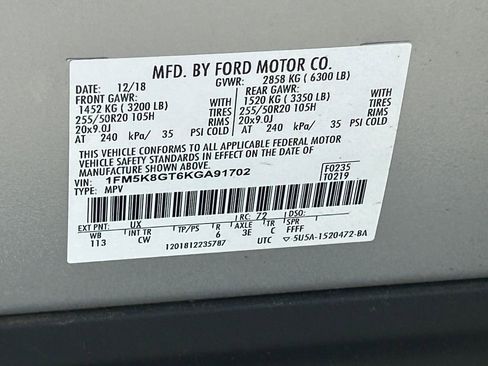 MFD. BY FORD MOTOR CO.
DATE: 12/18 GVWR: 2858 KG ( 6300 LB)
FRONT GAWR: REAR GAWR:
1452 KG ( 3200 LB) 1520 KG ( 3350 LB)
255/50R20 105H TIRES 255/50R20 105H TIRES
20x9.0J RIMS 20x9.0J RIMS
AT 240 kPa/ 35 PSI COLD AT 240 kPa/ 35 PSI COLD
THIS VEHICLE CONFORMS TO ALL APPLICABLE FEDERAL MOTOR
VEHICLE SAFETY AND BUMPER STANDARDS IN EFFECT ON THE DATE OF
MANUFACTURE SHOWN ABOVE.
VIN: 1FM5K8GT6KGA91702 F0235
TYPE: MPV T0219
EXT PNT: UX RC: 72 DSO:
WB INT TR TP/PS R AXLE TR SPR
113 CW 6 3E C FFFF
1201812235787 UTC ▽5U5A-1520472-BA